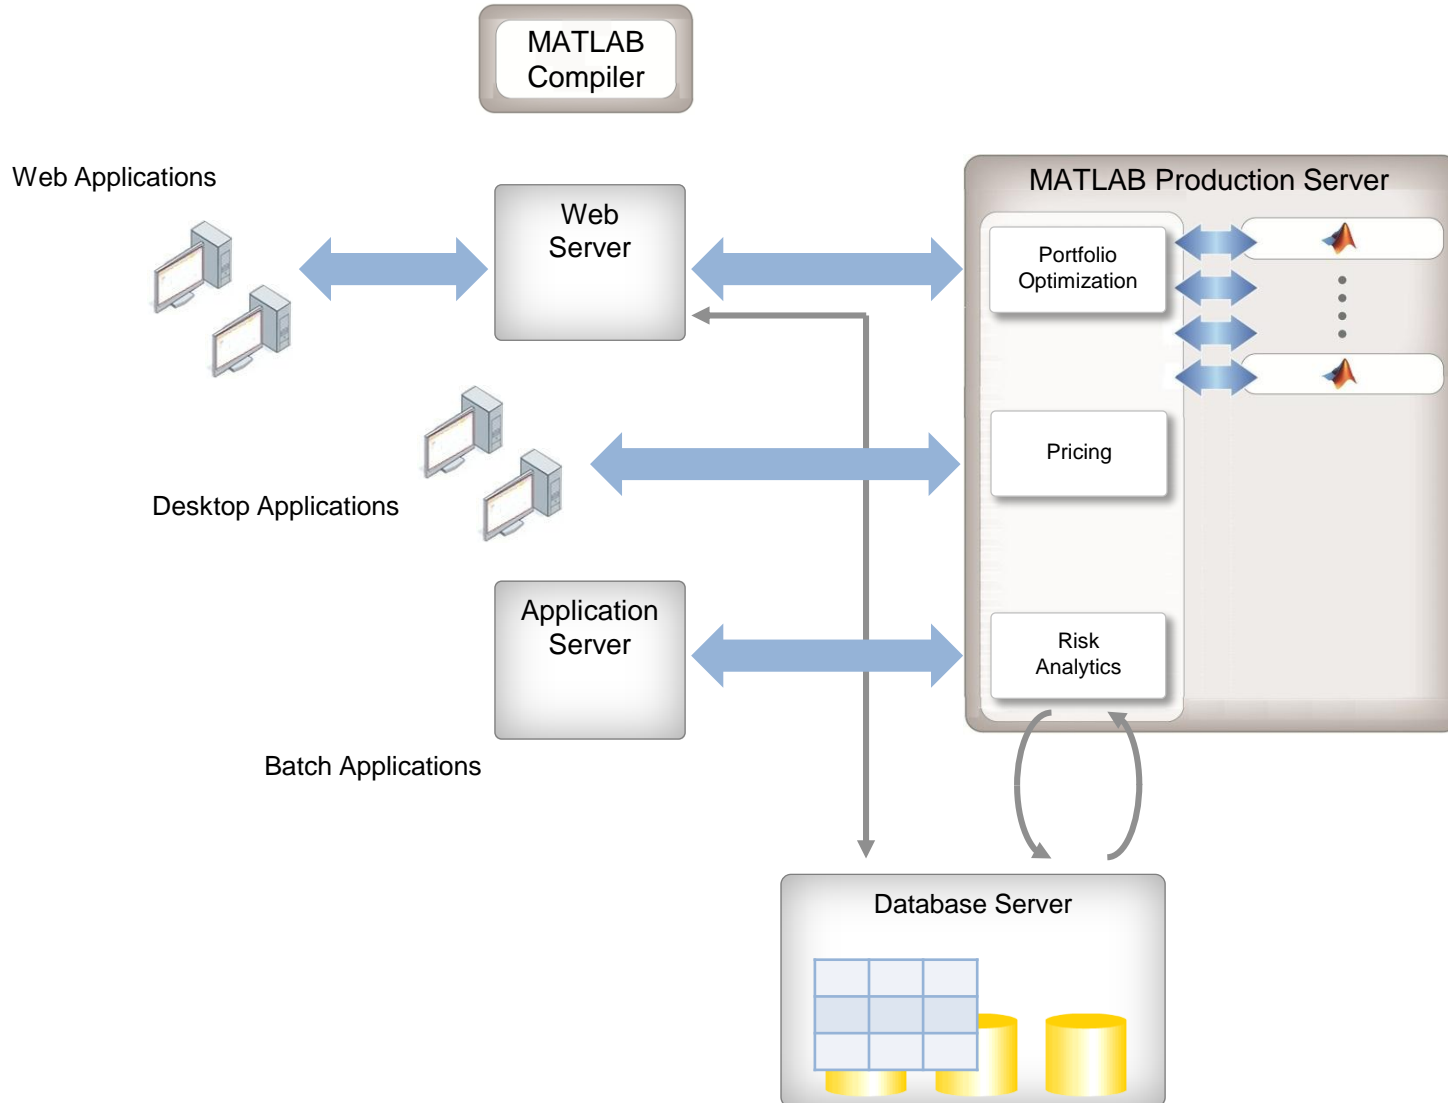 MATLAB
Compiler
Web Applications
Web
Server
MATLAB Production Server
Portfolio
Optimization
Pricing
Desktop Applications
Application
Server
Risk
Analytics
Batch Applications
Database Server